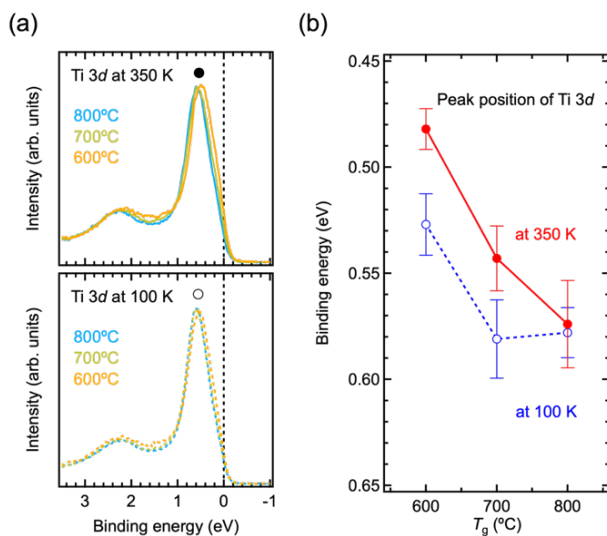 (a)
Ti 3d at 350 K
800ºC
700ºC
600ºC
Intensity (arb. units)
Ti 3d at 100 K
800ºC
700ºC
600ºC
Intensity (arb. units)
3 2 1 0 -1
Binding energy (eV)
(b)
0.45
0.50
0.55
0.60
0.65
Binding energy (eV)
Peak position of Ti 3d
at 350 K
at 100 K
600 700 800
Tg (ºC)